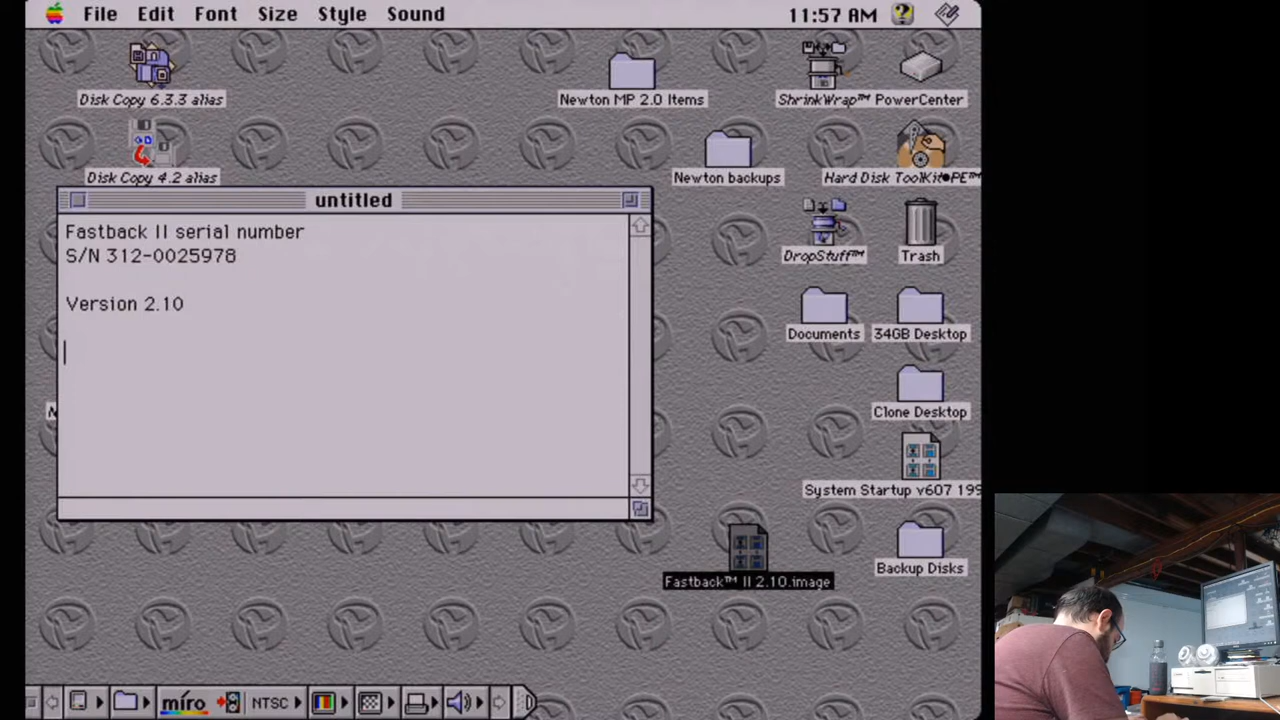 File Edit Font Size Style Sound 11:57 AM
Disk Copy 6.3.3 alias
Newton MP 2.0 Items
ShrinkWrap™
PowerCenter
Disk Copy 4.2 alias
Newton backups
Hard Disk ToolKit•PE™
untitled
Fastback II serial number
S/N 312-0025978
Version 2.10
DropStuff™
Trash
Documents
34GB Desktop
Clone Desktop
System Startup v607 199
Fastback™ II 2.10.image
Backup Disks
miro
NTSC